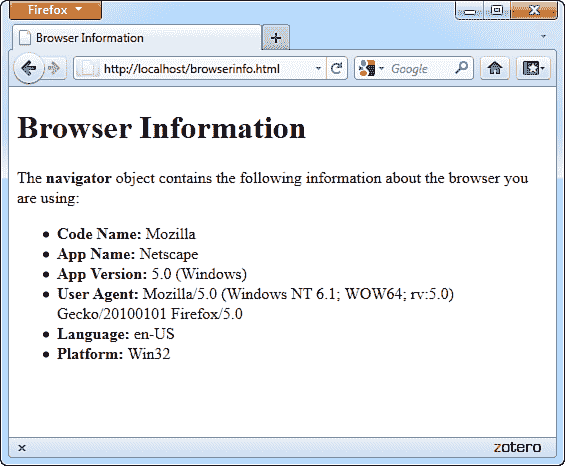 Firefox
Browser Information
http://localhost/browserinfo.html
Google
Browser Information
The navigator object contains the following information about the browser you
are using:
Code Name: Mozilla
App Name: Netscape
App Version: 5.0 (Windows)
User Agent: Mozilla/5.0 (Windows NT 6.1; WOW64; rv:5.0)
Gecko/20100101 Firefox/5.0
Language: en-US
Platform: Win32
zotero